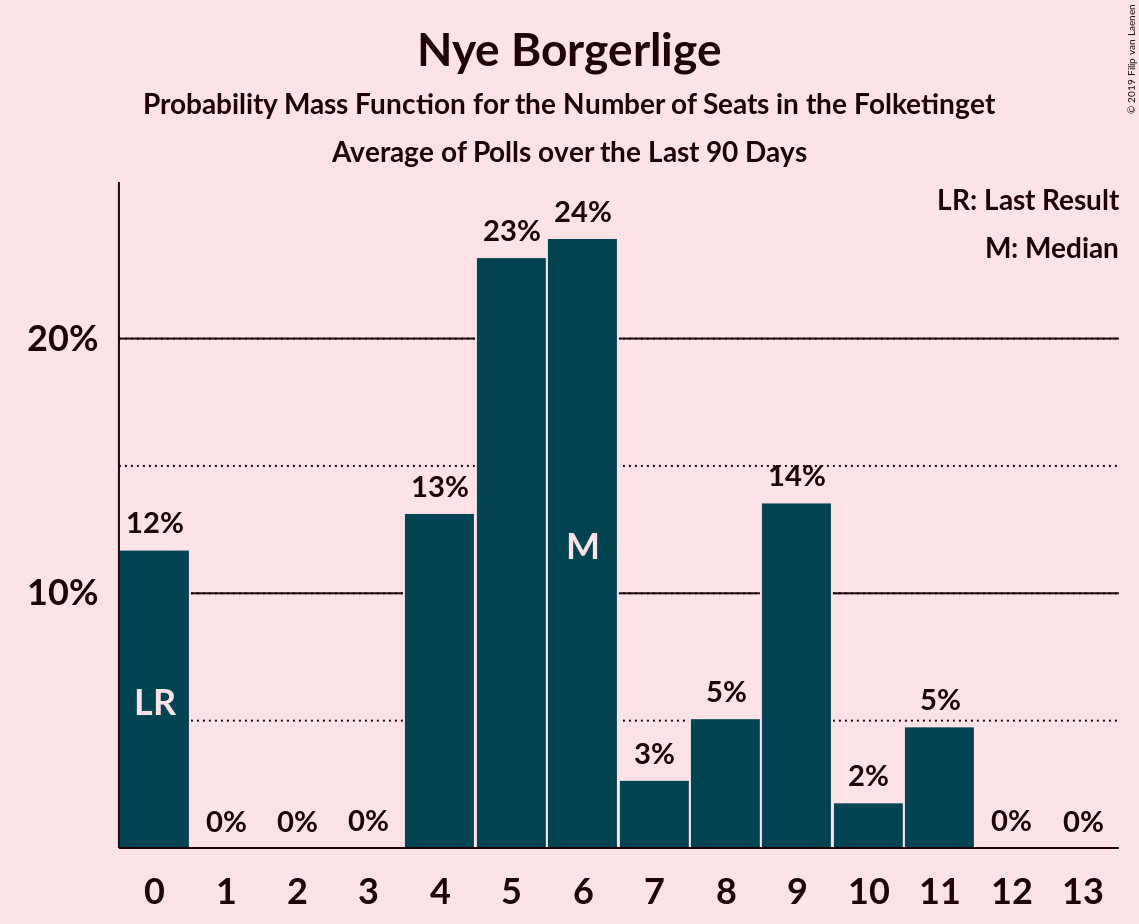 Nye Borgerlige
Probability Mass Function for the Number of Seats in the Folketinget
Average of Polls over the Last 90 Days
© 2019 Filip van Laenen
LR: Last Result
M: Median
20%
10%
12%
0%
0%
0%
13%
23%
24%
3%
5%
14%
2%
5%
0%
0%
LR
M
0 1 2 3 4 5 6 7 8 9 10 11 12 13